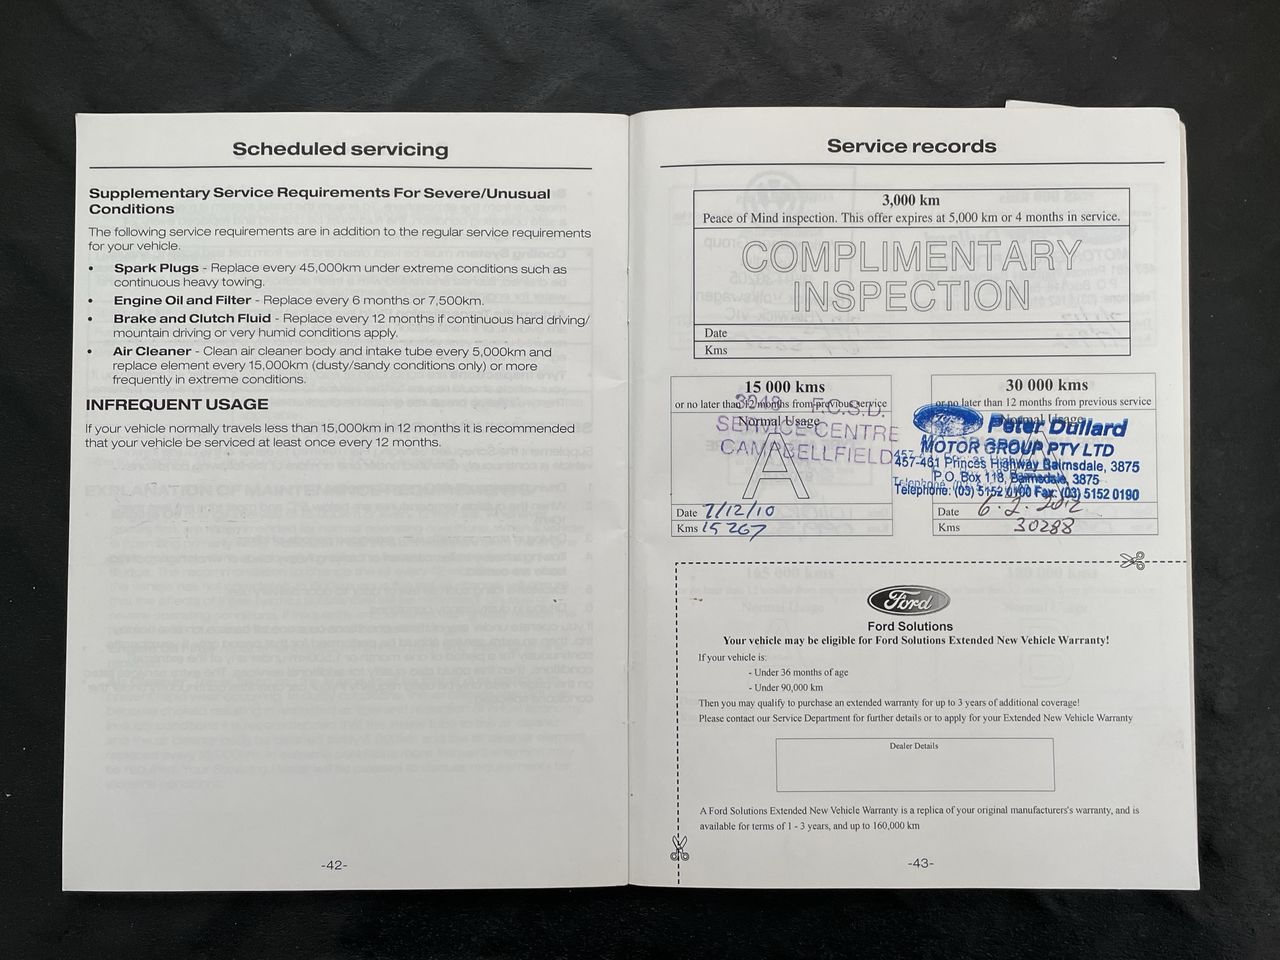 Scheduled servicing
Supplementary Service Requirements For Severe/Unusual
Conditions
The following service requirements are in addition to the regular service requirements
for your vehicle.
• Spark Plugs - Replace every 45,000km under extreme conditions such as
continuous heavy towing.
• Engine Oil and Filter - Replace every 6 months or 7,500km.
• Brake and Clutch Fluid - Replace every 12 months if continuous hard driving/
mountain driving or very humid conditions apply.
• Air Cleaner - Clean air cleaner body and intake tube every 5,000km and
replace element every 15,000km (dusty/sandy conditions only) or more
frequently in extreme conditions.
INFREQUENT USAGE
If your vehicle normally travels less than 15,000km in 12 months it is recommended
that your vehicle be serviced at least once every 12 months.
-42-
Service records
3,000 km
Peace of Mind inspection. This offer expires at 5,000 km or 4 months in service.
COMPLIMENTARY
INSPECTION
Date
Kms
15 000 kms
or no later than 12 months from previous service
Normal Usage
F.C.S.D.
SERVICE CENTRE
CAMPBELLFIELD
A
Date 7/12/10
Kms 15267
30 000 kms
or no later than 12 months from previous service
Normal Usage
Peter Dullard
MOTOR GROUP PTY LTD
457-461 Princes Highway Bairnsdale, 3875
P.O. Box 118, Bairnsdale, 3875
Telephone: (03) 5152 0100 Fax: (03) 5152 0190
Date 6.2.2012
Kms 30288
Ford
Ford Solutions
Your vehicle may be eligible for Ford Solutions Extended New Vehicle Warranty!
If your vehicle is:
- Under 36 months of age
- Under 90,000 km
Then you may qualify to purchase an extended warranty for up to 3 years of additional coverage!
Please contact our Service Department for further details or to apply for your Extended New Vehicle Warranty
Dealer Details
A Ford Solutions Extended New Vehicle Warranty is a replica of your original manufacturers's warranty, and is
available for terms of 1 - 3 years, and up to 160,000 km
-43-